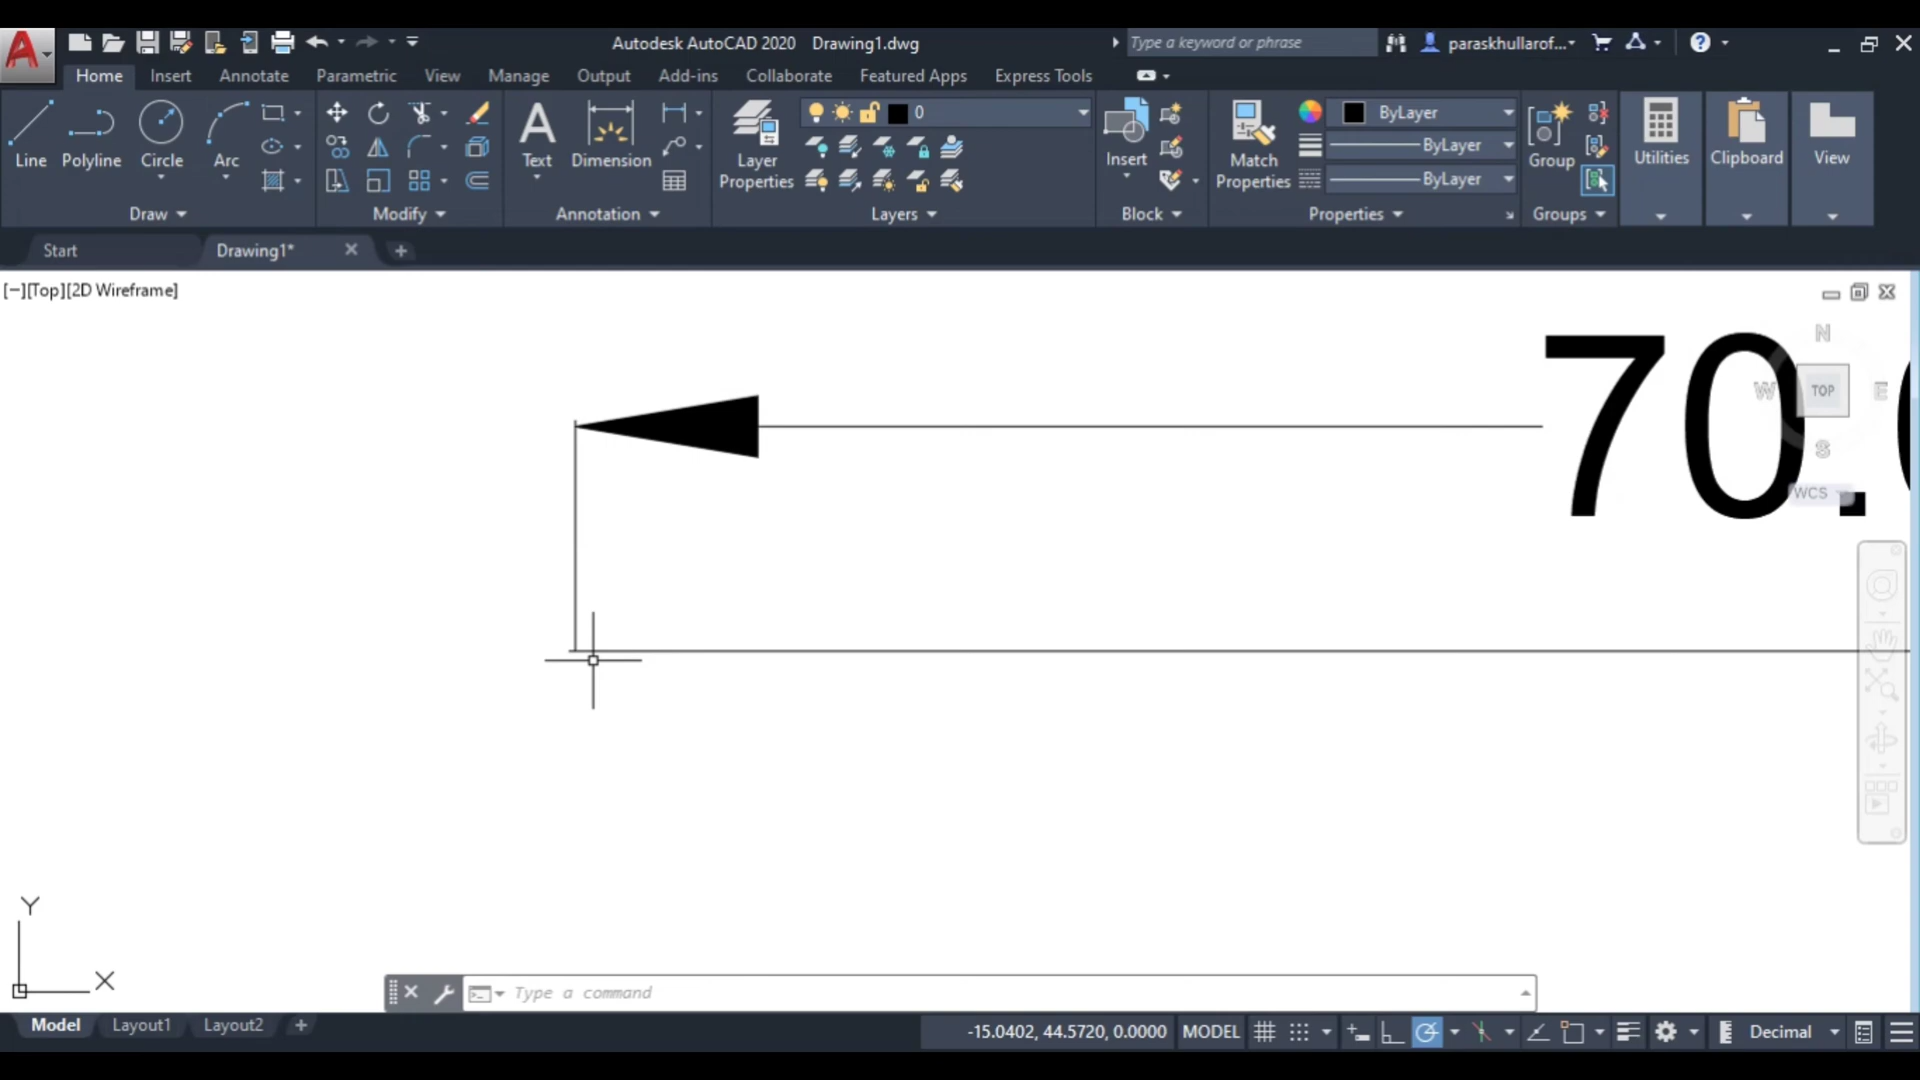 Autodesk AutoCAD 2020 Drawing1.dwg Type a keyword or phrase paraskhullarof...
Home Insert Annotate Parametric View Manage Output Add-ins Collaborate Featured Apps Express Tools
Line Polyline Circle Arc
Text Dimension
Layer Properties
0
Insert
Match Properties
ByLayer
ByLayer
ByLayer
Group
Utilities
Clipboard
View
Draw Modify Annotation Layers Block Properties Groups
Start Drawing1* +
[−][Top][2D Wireframe]
N
W TOP E
S
WCS
70.
Y
X
Type a command
Model Layout1 Layout2 +
-15.0402, 44.5720, 0.0000 MODEL Decimal